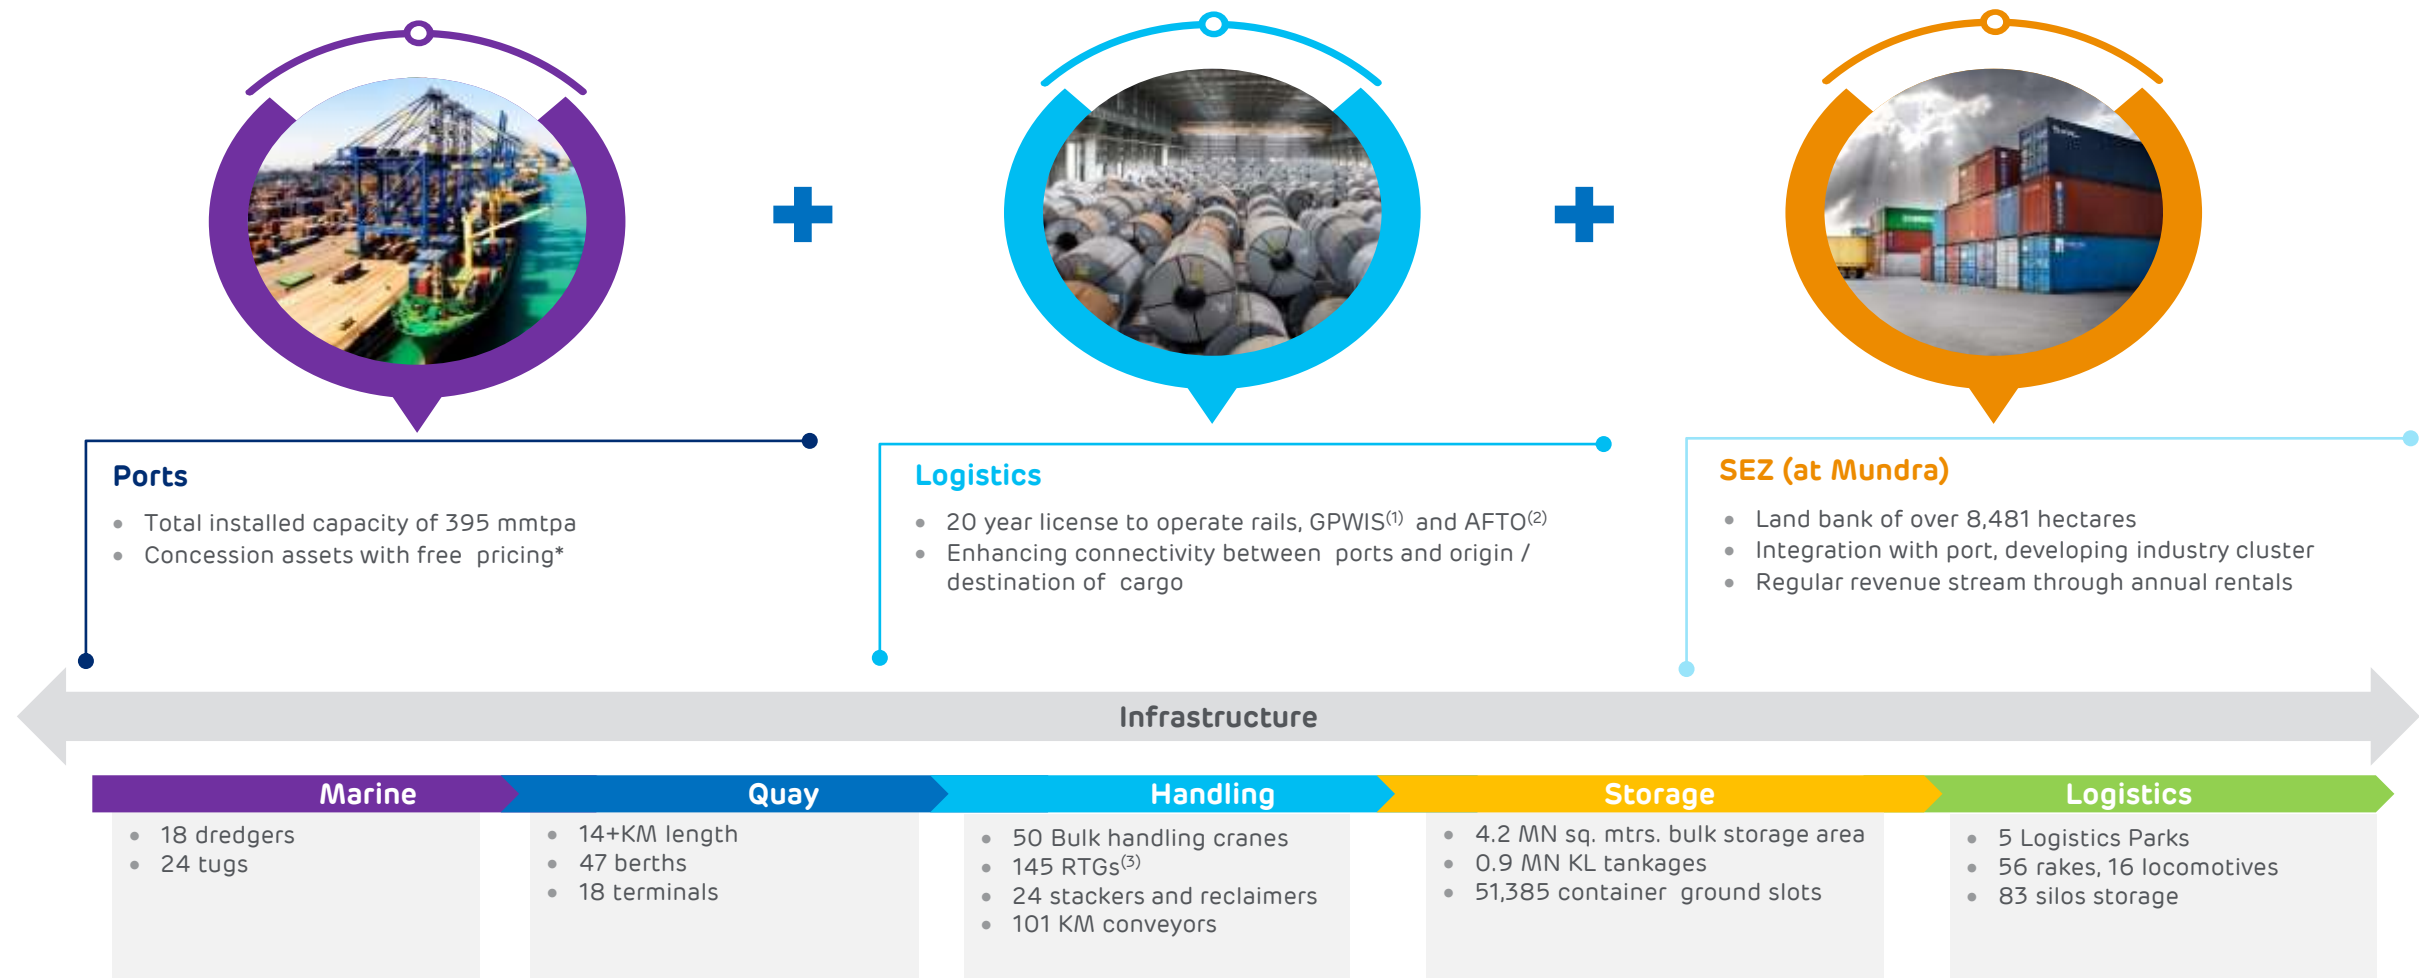 Ports
• Total installed capacity of 395 mmtpa
• Concession assets with free pricing*
Logistics
• 20 year license to operate rails, GPWIS(1) and AFTO(2)
• Enhancing connectivity between ports and origin /
destination of cargo
SEZ (at Mundra)
• Land bank of over 8,481 hectares
• Integration with port, developing industry cluster
• Regular revenue stream through annual rentals
Infrastructure
Marine
• 18 dredgers
• 24 tugs
Quay
• 14+KM length
• 47 berths
• 18 terminals
Handling
• 50 Bulk handling cranes
• 145 RTGs(3)
• 24 stackers and reclaimers
• 101 KM conveyors
Storage
• 4.2 MN sq. mtrs. bulk storage area
• 0.9 MN KL tankages
• 51,385 container ground slots
Logistics
• 5 Logistics Parks
• 56 rakes, 16 locomotives
• 83 silos storage